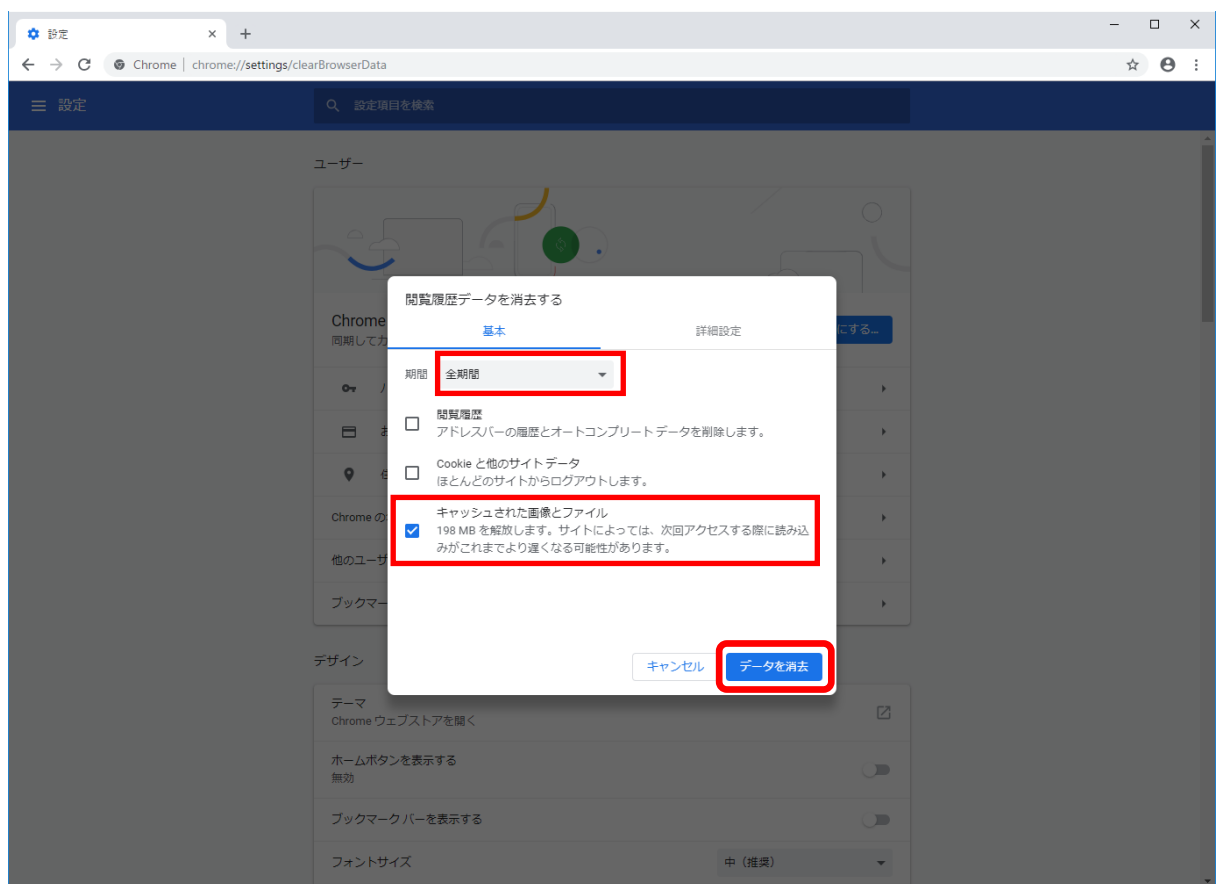 設定
Chrome | chrome://settings/clearBrowserData
設定
設定項目を検索
ユーザー
閲覧履歴データを消去する
基本
詳細設定
Chrome
同期してカ
にする...
期間
全期間
閲覧履歴
アドレスバーの履歴とオートコンプリート データを削除します。
Cookie と他のサイトデータ
ほとんどのサイトからログアウトします。
Chrome の
キャッシュされた画像とファイル
198 MB を解放します。サイトによっては、次回アクセスする際に読み込
みがこれまでより遅くなる可能性があります。
他のユーザ
ブックマー
キャンセル
データを消去
デザイン
テーマ
Chrome ウェブストアを開く
ホームボタンを表示する
無効
ブックマーク バーを表示する
フォントサイズ
中（推奨）